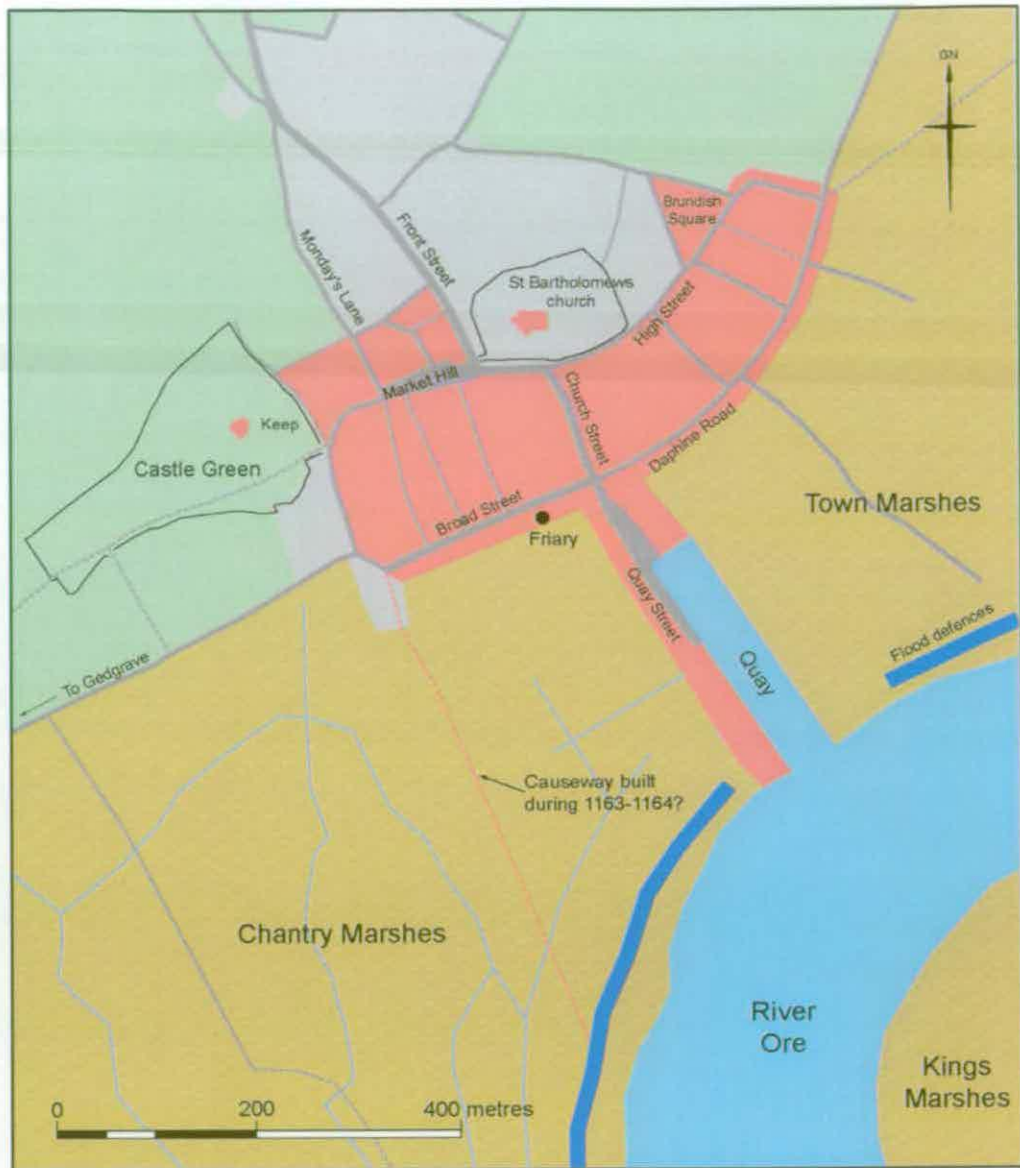 GN
Brundish
Square
Monday's Lane
Front Street
St Bartholomews
church
High Street
Market Hill
Church Street
Keep
Castle Green
Daphine Road
Broad Street
Town Marshes
Friary
Quay Street
Flood defences
Quay
To Gedgrave
Causeway built
during 1163-1164?
Chantry Marshes
River
Ore
Kings
Marshes
0 200 400 metres